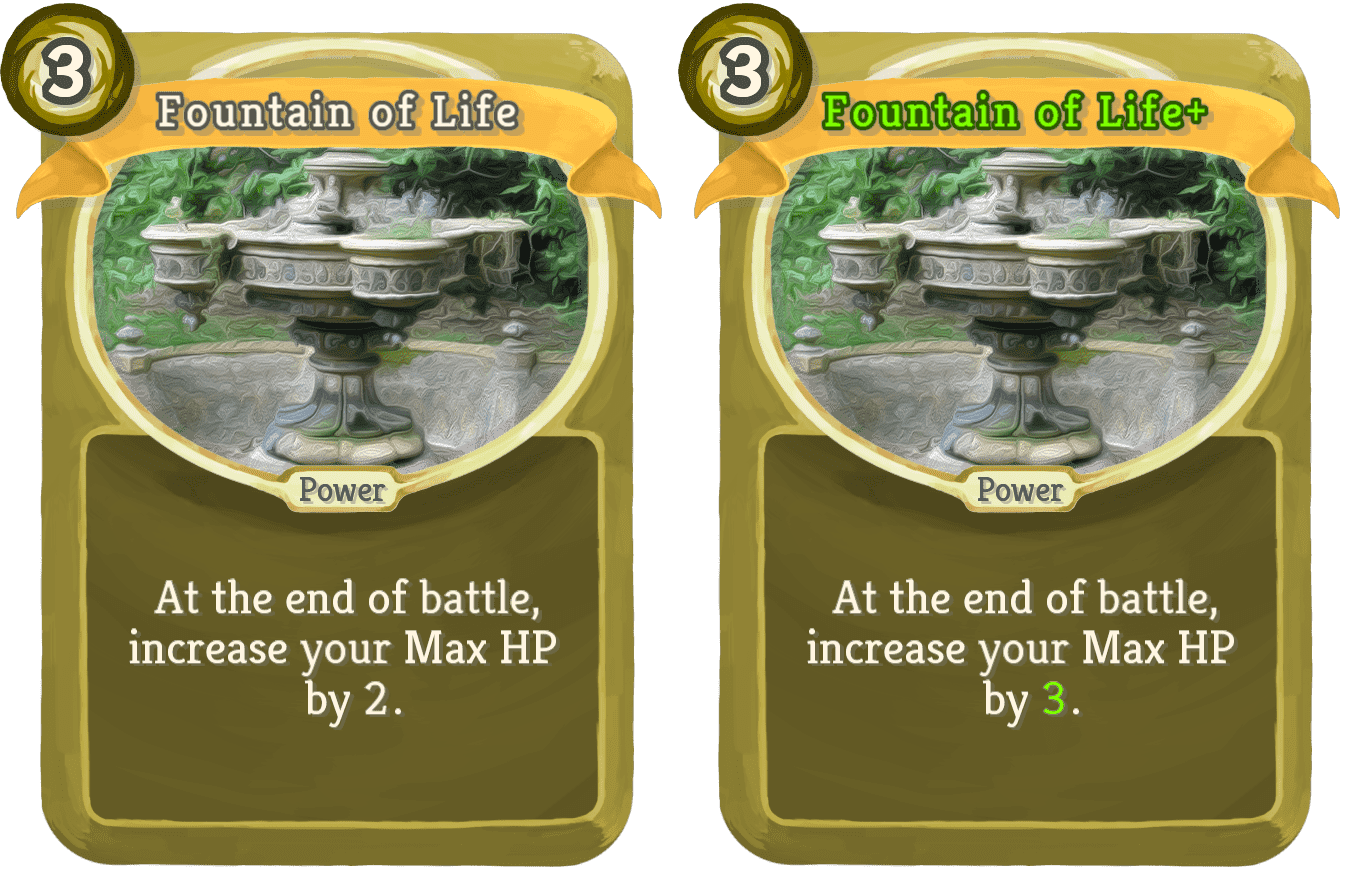 3
Fountain of Life
Power
At the end of battle,
increase your Max HP
by 2.
3
Fountain of Life+
Power
At the end of battle,
increase your Max HP
by 3.